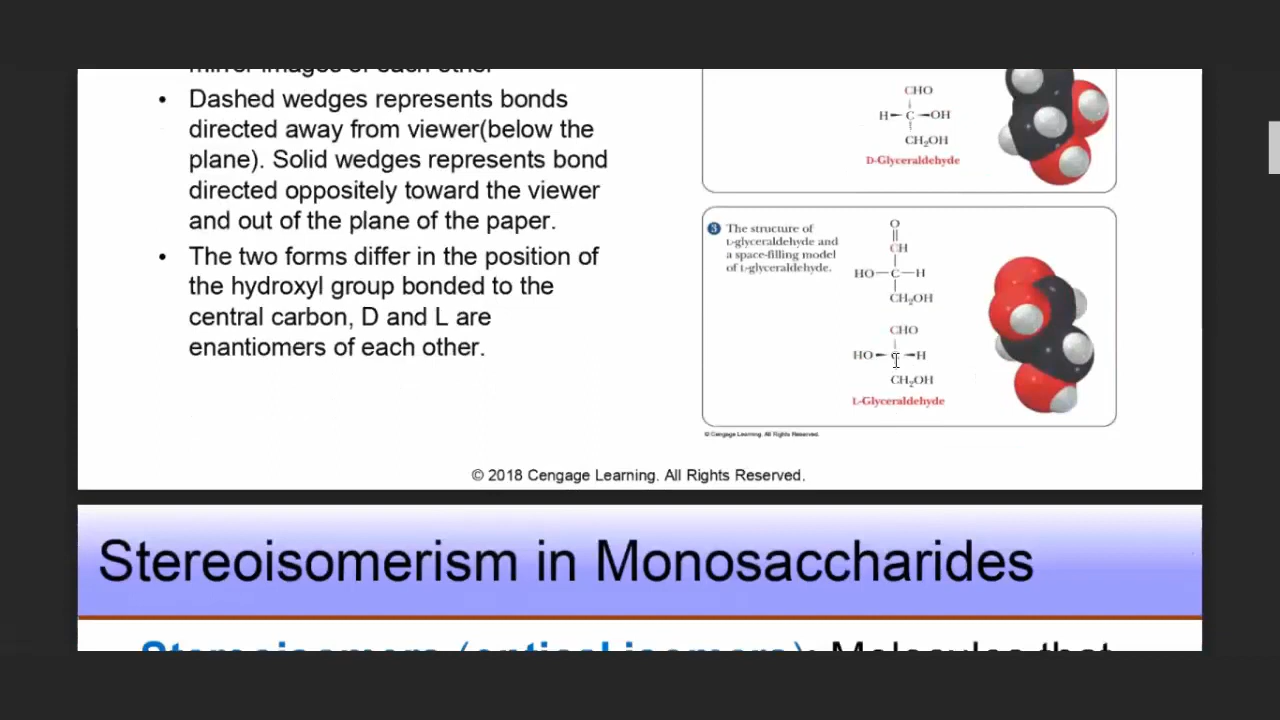 mirror images of each other
• Dashed wedges represents bonds
directed away from viewer(below the
plane). Solid wedges represents bond
directed oppositely toward the viewer
and out of the plane of the paper.
• The two forms differ in the position of
the hydroxyl group bonded to the
central carbon, D and L are
enantiomers of each other.
CHO
H C OH
CH₂OH
D-Glyceraldehyde
3 The structure of
L-glyceraldehyde and
a space-filling model
of L-glyceraldehyde.
O
CH
HO—C—H
CH₂OH
CHO
HO C H
CH₂OH
L-Glyceraldehyde
© Cengage Learning. All Rights Reserved.
© 2018 Cengage Learning. All Rights Reserved.
Stereoisomerism in Monosaccharides
Stereoisomers (optical isomers): Molecules that